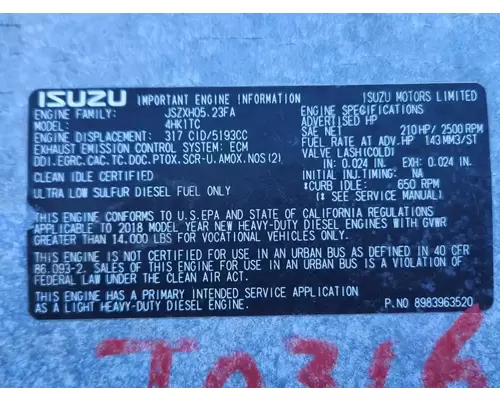 ISUZU IMPORTANT ENGINE INFORMATION ISUZU MOTORS LIMITED
ENGINE FAMILY: JSZXH05.23FA
MODEL: 4HK1TC
DISPLACEMENT: 317 CID/5193CC
EXHAUST EMISSION CONTROL SYSTEM: ECM
DDI.EGRC.CAC.TC.DOC.PTOX.SCR-U.AMOX.NOS(2)
CLEAN IDLE CERTIFIED
ULTRA LOW SULFUR DIESEL FUEL ONLY
ENGINE SPECIFICATIONS:
ADVERTISED HP
SAE NET 210HP/2500 RPM
FUEL RATE AT ADV. HP 143 MM3/ST
VALVE LASH(COLD)
IN: 0.024 IN. EXH: 0.024 IN.
INITIAL INJ.TIMING: NA
*CURB IDLE: 650 RPM
(* SEE SERVICE MANUAL)
THIS ENGINE CONFORMS TO U.S.EPA AND STATE OF CALIFORNIA REGULATIONS
APPLICABLE TO 2018 MODEL YEAR NEW HEAVY-DUTY DIESEL ENGINES WITH GVWR
GREATER THAN 14,000 LBS FOR VOCATIONAL VEHICLES ONLY.
THIS ENGINE IS NOT CERTIFIED FOR USE IN AN URBAN BUS AS DEFINED IN 40 CFR
86.093-2. SALES OF THIS ENGINE FOR USE IN AN URBAN BUS IS A VIOLATION OF
FEDERAL LAW UNDER THE CLEAN AIR ACT.
THIS ENGINE HAS A PRIMARY INTENDED SERVICE APPLICATION
AS A LIGHT HEAVY-DUTY DIESEL ENGINE.
P.NO 8983963520
T0316